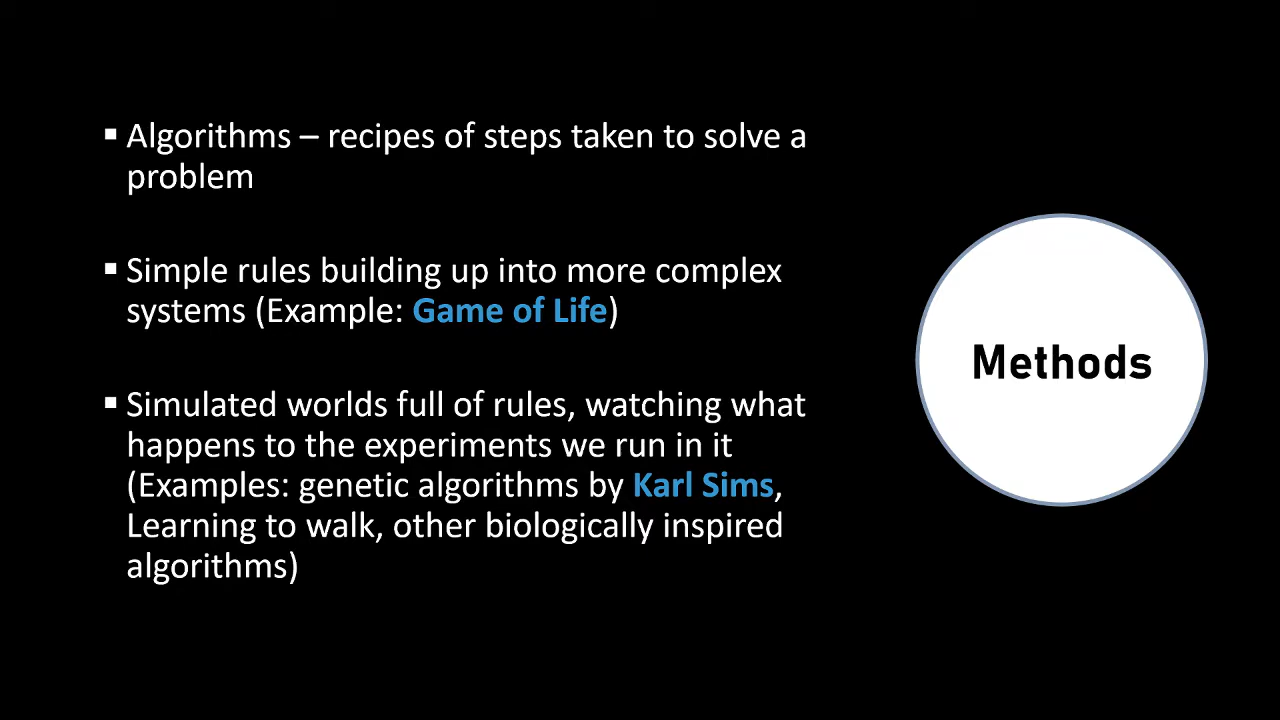 ▪ Algorithms – recipes of steps taken to solve a
problem
▪ Simple rules building up into more complex
systems (Example: Game of Life)
▪ Simulated worlds full of rules, watching what
happens to the experiments we run in it
(Examples: genetic algorithms by Karl Sims,
Learning to walk, other biologically inspired
algorithms)
Methods